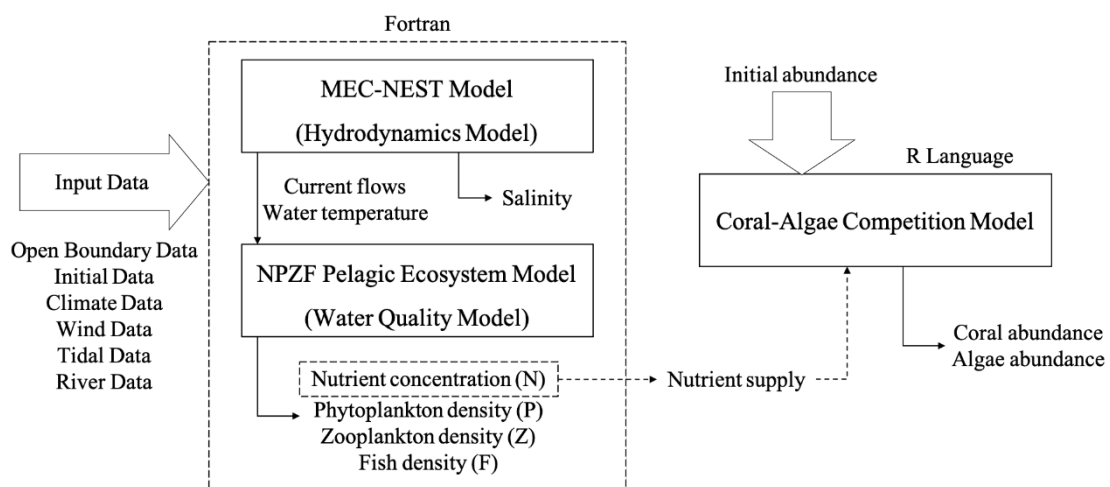 Fortran
MEC-NEST Model
(Hydrodynamics Model)
Input Data
Open Boundary Data
Initial Data
Climate Data
Wind Data
Tidal Data
River Data
Current flows
Water temperature
Salinity
NPZF Pelagic Ecosystem Model
(Water Quality Model)
Nutrient concentration (N)
Phytoplankton density (P)
Zooplankton density (Z)
Fish density (F)
Nutrient supply
Initial abundance
R Language
Coral-Algae Competition Model
Coral abundance
Algae abundance